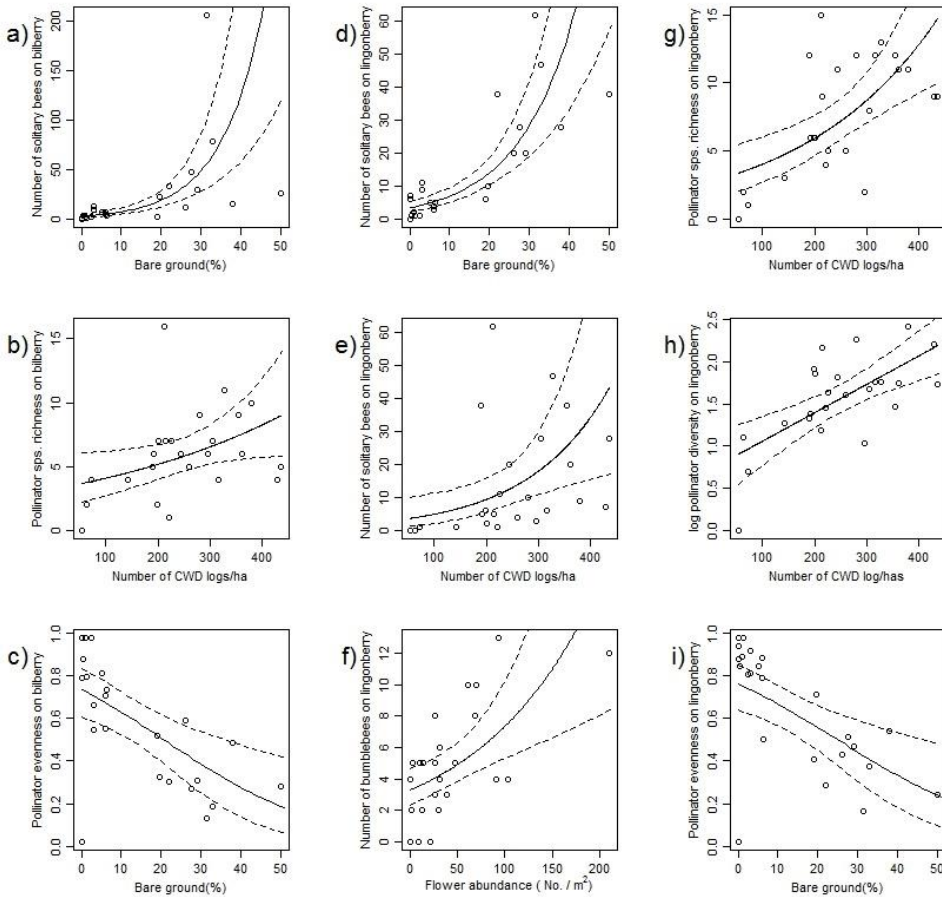 a)
Number of solitary bees on bilberry
0 50 100 150 200
0 10 20 30 40 50
Bare ground(%)
d)
Number of solitary bees on lingonberry
0 10 20 30 40 50 60
0 10 20 30 40 50
Bare ground(%)
g)
Pollinator sps. richness on lingonberry
0 5 10 15
100 200 300 400
Number of CWD logs/ha
b)
Pollinator sps. richness on bilberry
0 5 10 15
100 200 300 400
Number of CWD logs/ha
e)
Number of solitary bees on lingonberry
0 10 20 30 40 50 60
100 200 300 400
Number of CWD logs/ha
h)
log pollinator diversity on lingonberry
0.0 0.5 1.0 1.5 2.0 2.5
100 200 300 400
Number of CWD log/has
c)
Pollinator evenness on bilberry
0.0 0.2 0.4 0.6 0.8 1.0
0 10 20 30 40 50
Bare ground(%)
f)
Number of bumblebees on lingonberry
0 2 4 6 8 10 12
0 50 100 150 200
Flower abundance ( No. / m²)
i)
Pollinator evenness on lingonberry
0.0 0.2 0.4 0.6 0.8 1.0
0 10 20 30 40 50
Bare ground(%)